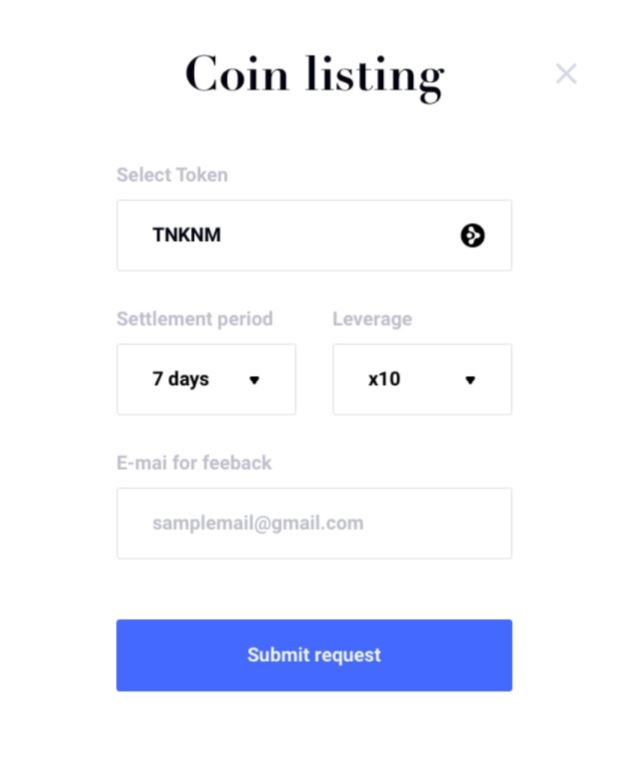 Coin listing
Select Token
TNKNM
Settlement period Leverage
7 days x10
E-mai for feeback
samplemail@gmail.com
Submit request